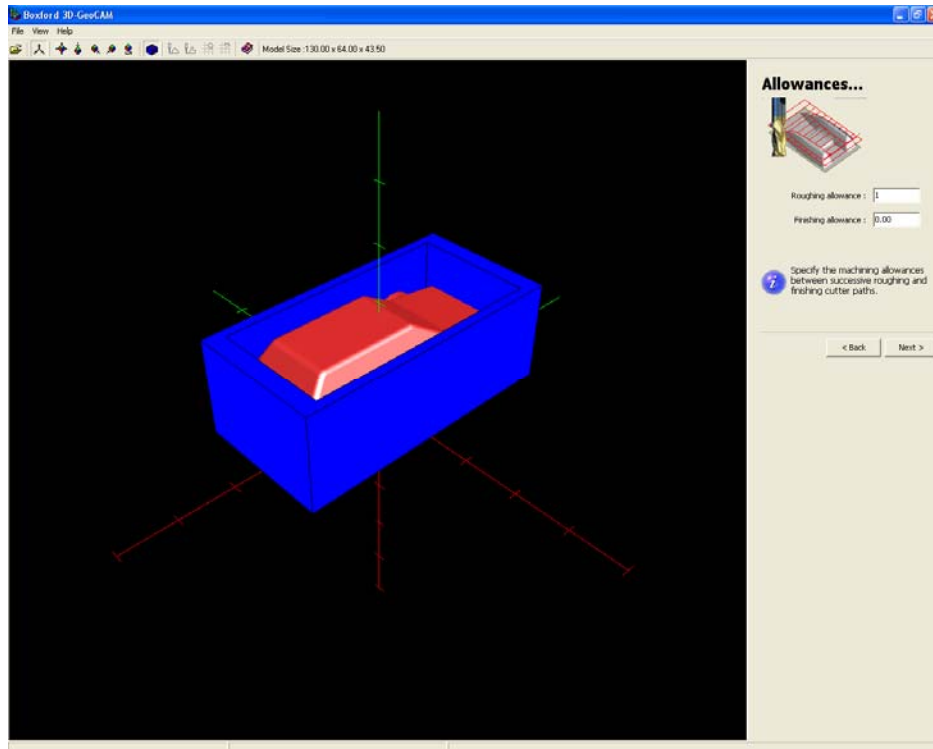 Boxford 3D-GeoCAM
File View Help
Model Size :130.00 x 64.00 x 43.50
Allowances...
Roughing allowance : 1
Finishing allowance : 0.00
Specify the machining allowances
between successive roughing and
finishing cutter paths.
< Back Next >